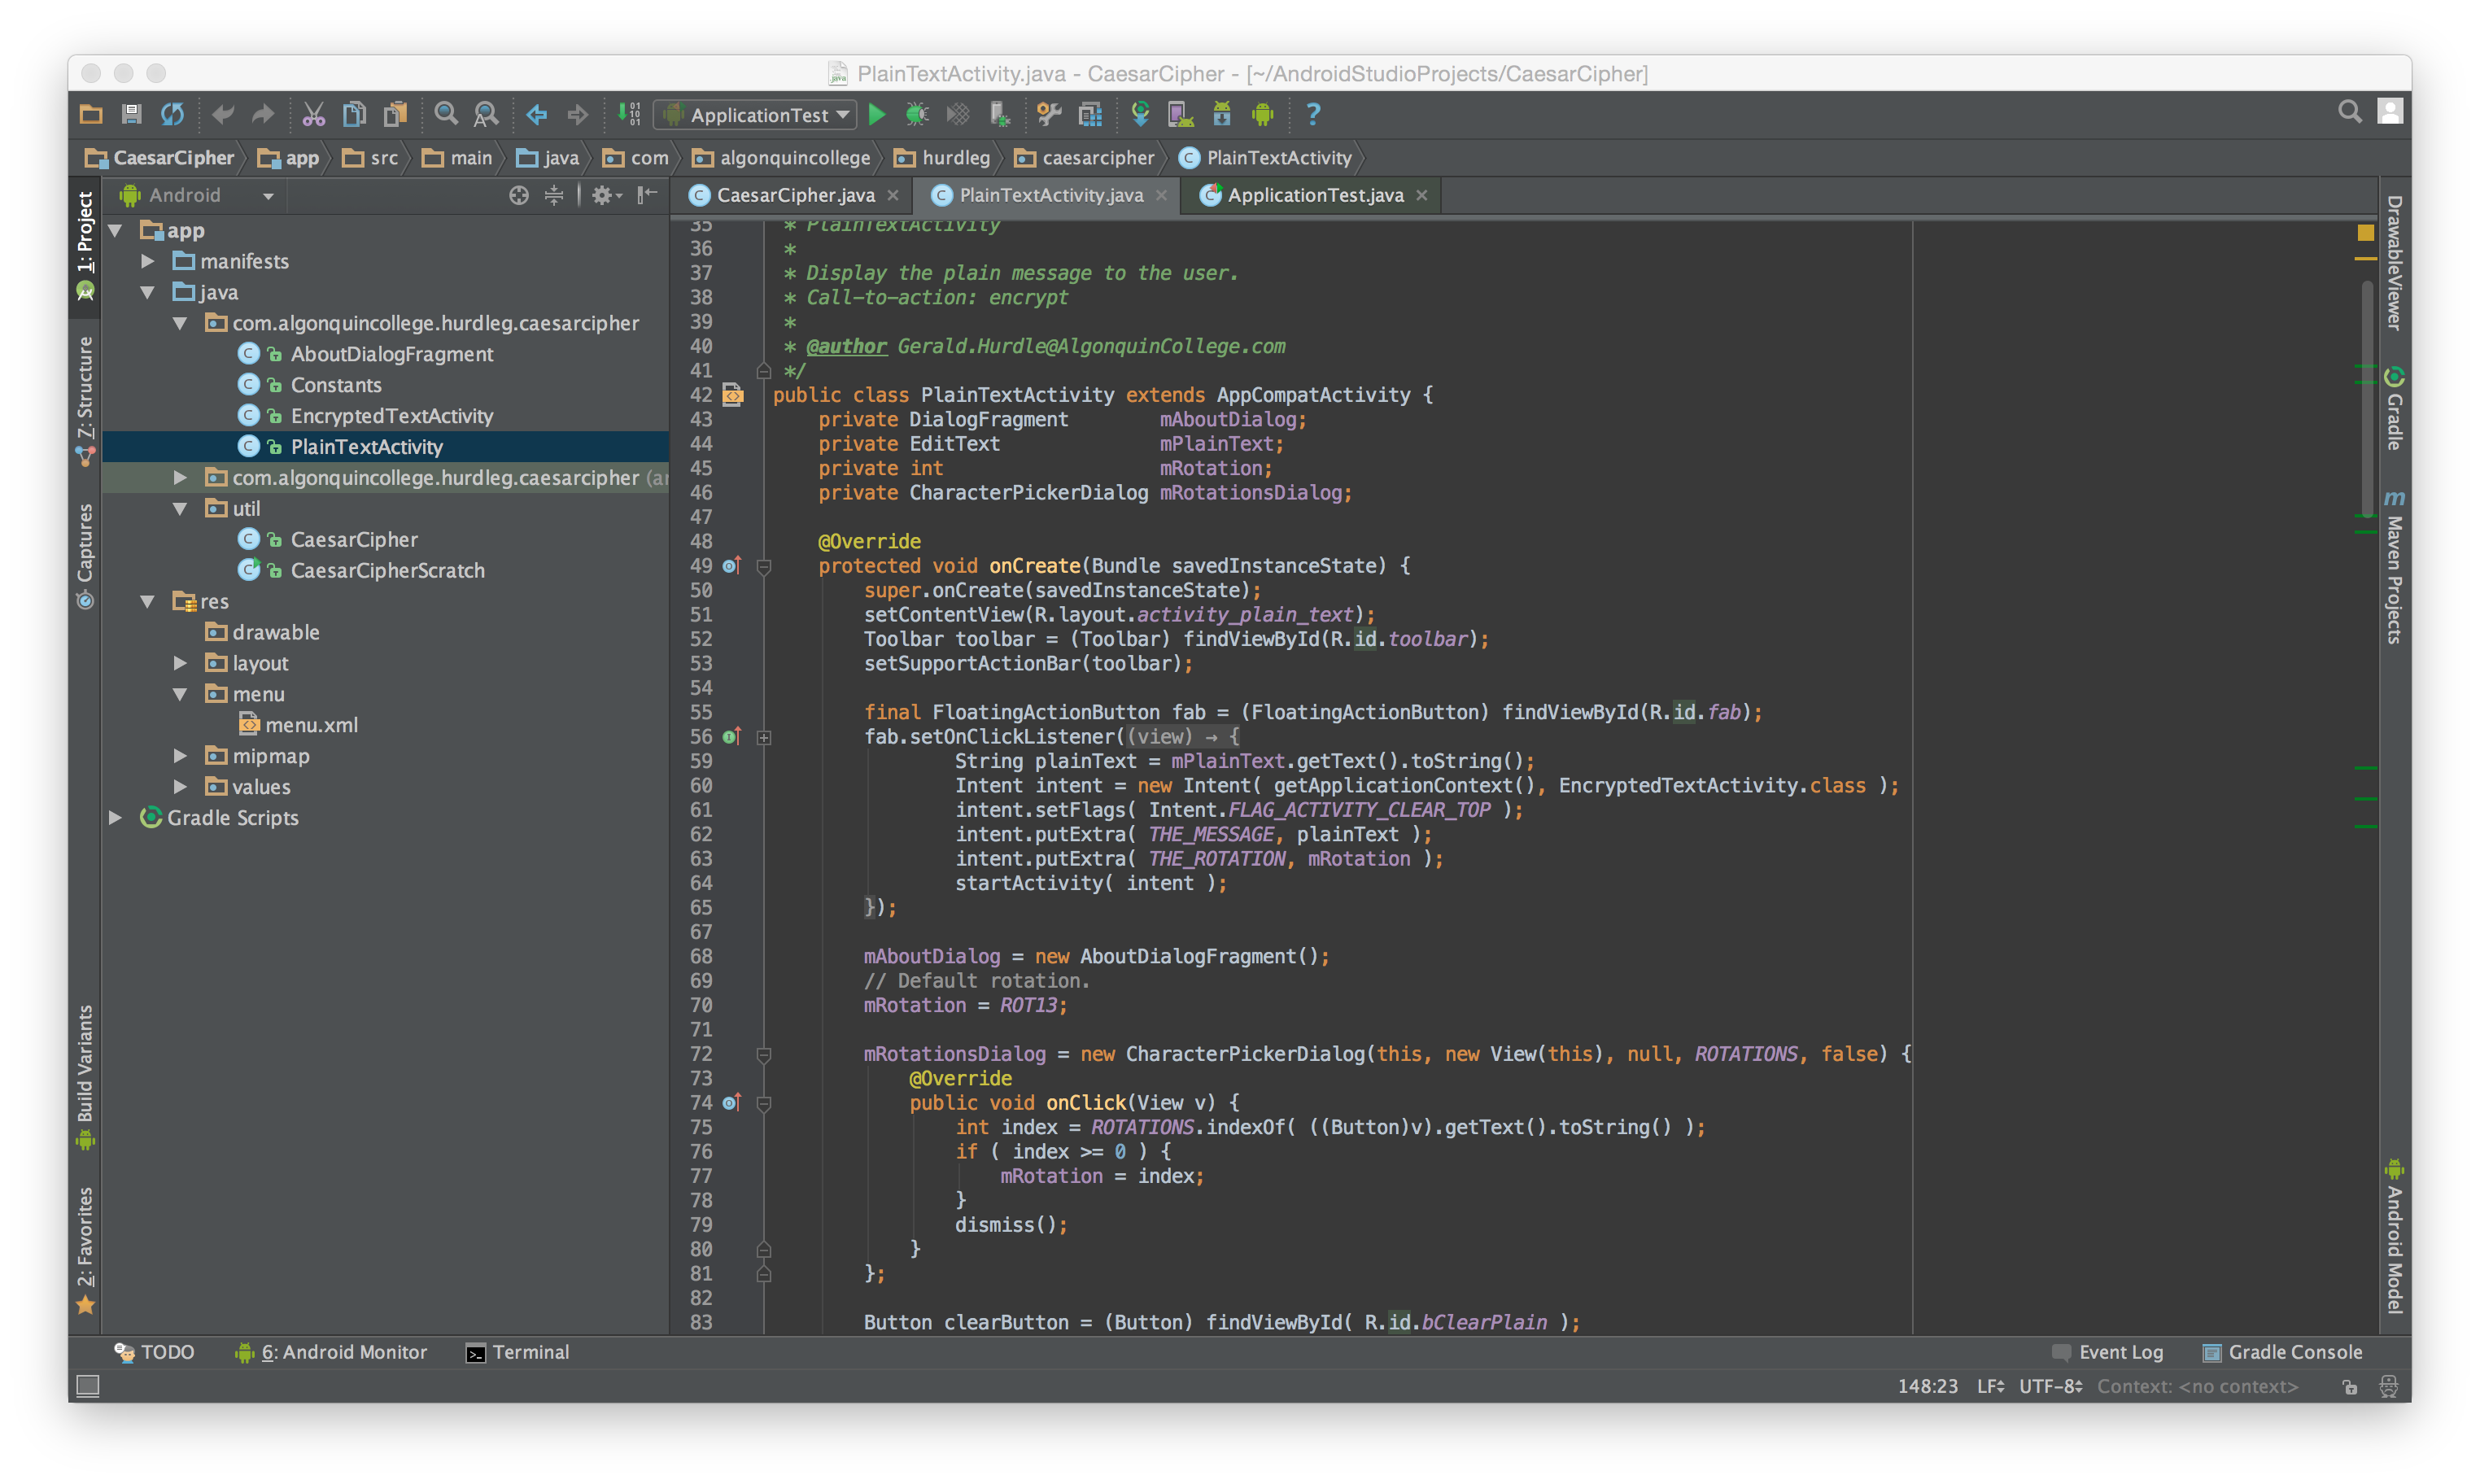 PlainTextActivity.java - CaesarCipher - [~/AndroidStudioProjects/CaesarCipher]
ApplicationTest
CaesarCipher app src main java com algonquincollege hurdleg caesarcipher PlainTextActivity
Android
CaesarCipher.java PlainTextActivity.java ApplicationTest.java
1: Project
7: Structure
Captures
Build Variants
2: Favorites
app
manifests
java
com.algonquincollege.hurdleg.caesarcipher
AboutDialogFragment
Constants
EncryptedTextActivity
PlainTextActivity
com.algonquincollege.hurdleg.caesarcipher (ar
util
CaesarCipher
CaesarCipherScratch
res
drawable
layout
menu
menu.xml
mipmap
values
Gradle Scripts
35 * PlainTextActivity
36 *
37 * Display the plain message to the user.
38 * Call-to-action: encrypt
39 *
40 * @author Gerald.Hurdle@AlgonquinCollege.com
41 */
42 public class PlainTextActivity extends AppCompatActivity {
43 private DialogFragment mAboutDialog;
44 private EditText mPlainText;
45 private int mRotation;
46 private CharacterPickerDialog mRotationsDialog;
47
48 @Override
49 protected void onCreate(Bundle savedInstanceState) {
50 super.onCreate(savedInstanceState);
51 setContentView(R.layout.activity_plain_text);
52 Toolbar toolbar = (Toolbar) findViewById(R.id.toolbar);
53 setSupportActionBar(toolbar);
54
55 final FloatingActionButton fab = (FloatingActionButton) findViewById(R.id.fab);
56 fab.setOnClickListener((view) → {
59 String plainText = mPlainText.getText().toString();
60 Intent intent = new Intent( getApplicationContext(), EncryptedTextActivity.class );
61 intent.setFlags( Intent.FLAG_ACTIVITY_CLEAR_TOP );
62 intent.putExtra( THE_MESSAGE, plainText );
63 intent.putExtra( THE_ROTATION, mRotation );
64 startActivity( intent );
65 });
67
68 mAboutDialog = new AboutDialogFragment();
69 // Default rotation.
70 mRotation = ROT13;
71
72 mRotationsDialog = new CharacterPickerDialog(this, new View(this), null, ROTATIONS, false) {
73 @Override
74 public void onClick(View v) {
75 int index = ROTATIONS.indexOf( ((Button)v).getText().toString() );
76 if ( index >= 0 ) {
77 mRotation = index;
78 }
79 dismiss();
80 }
81 };
82
83 Button clearButton = (Button) findViewById( R.id.bClearPlain );
DrawableViewer
Gradle
m Maven Projects
Android Model
TODO 6: Android Monitor Terminal Event Log Gradle Console
148:23 LF UTF-8 Context: <no context>